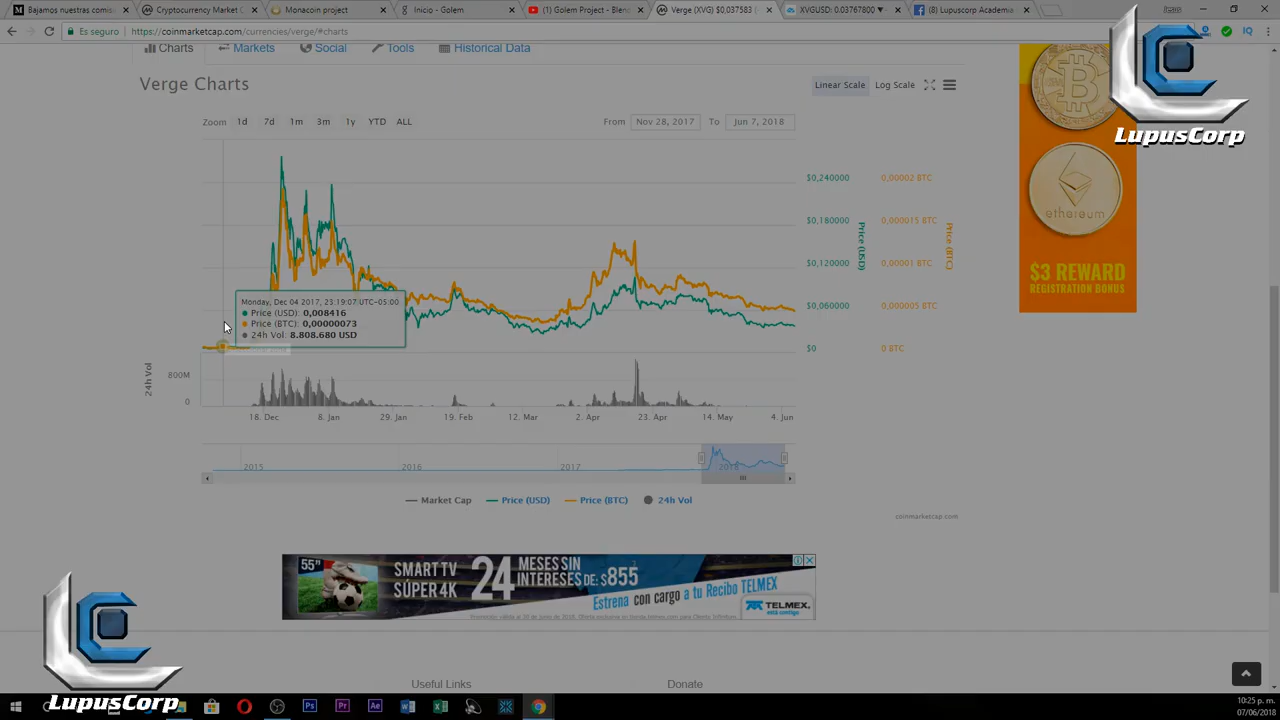 Bajamos nuestras comisi
Cryptocurrency Market C
Monacoin project
Inicio - Golem
(1) Golem Project - Blen
Verge (XVG) $0,037583
XVGUSD: 0.03767800 ▼
(8) Lupuscorp Academia
Es seguro
https://coinmarketcap.com/currencies/verge/#charts
IQ
Charts
Markets
Social
Tools
Historical Data
LupusCorp
Verge Charts
Linear Scale
Log Scale
Zoom 1d 7d 1m 3m 1y YTD ALL
From Nov 28, 2017 To Jun 7, 2018
$0,240000 0,00002 BTC
$0,180000 0,000015 BTC
$0,120000 0,00001 BTC
$0,060000 0,000005 BTC
$0 0 BTC
Price (USD)
Price (BTC)
Monday, Dec 04 2017, 23:19:07 UTC-05:00
Price (USD): 0,008416
Price (BTC): 0,00000073
24h Vol: 8.808.680 USD
24h Vol
800M
0
18. Dec 8. Jan 29. Jan 19. Feb 12. Mar 2. Apr 23. Apr 14. May 4. Jun
2015 2016 2017 2018
Market Cap Price (USD) Price (BTC) 24h Vol
coinmarketcap.com
ethereum
$3 REWARD
REGISTRATION BONUS
55"
SMART TV
SÚPER 4K
24
MESES SIN
INTERESES DE: $855
Estrena con cargo a tu Recibo TELMEX
TELMEX
está contigo
Useful Links
Donate
LupusCorp
Ps
Pr
Ae
10:25 p. m.
07/06/2018